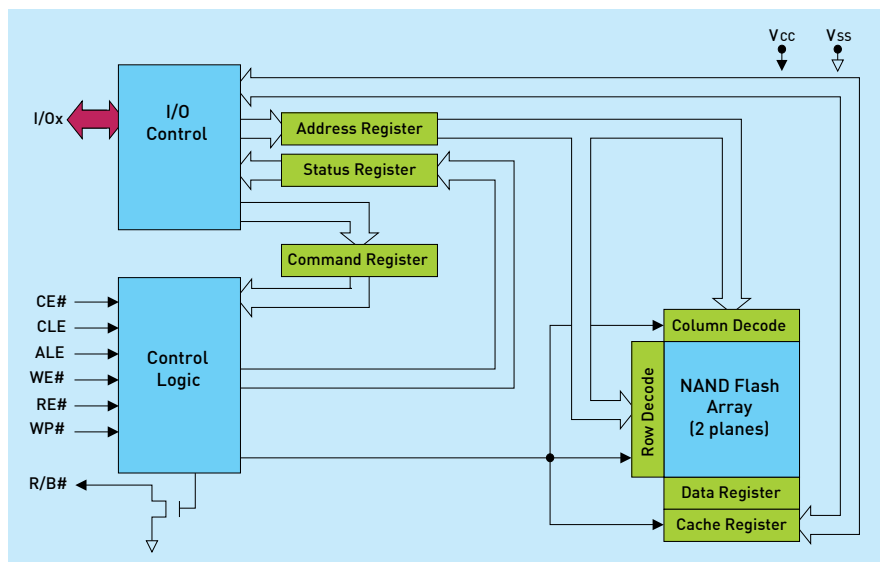 Vcc
Vss
I/Ox
I/O
Control
Address Register
Status Register
Command Register
CE#
CLE
ALE
WE#
RE#
WP#
R/B#
Control
Logic
Column Decode
Row Decode
NAND Flash
Array
(2 planes)
Data Register
Cache Register